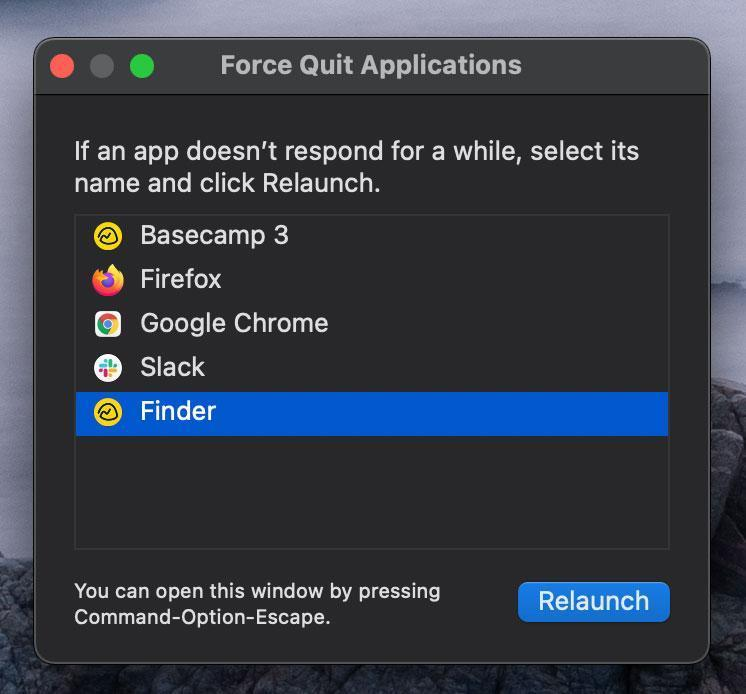 Force Quit Applications
If an app doesn’t respond for a while, select its
name and click Relaunch.
Basecamp 3
Firefox
Google Chrome
Slack
Finder
You can open this window by pressing
Command-Option-Escape.
Relaunch